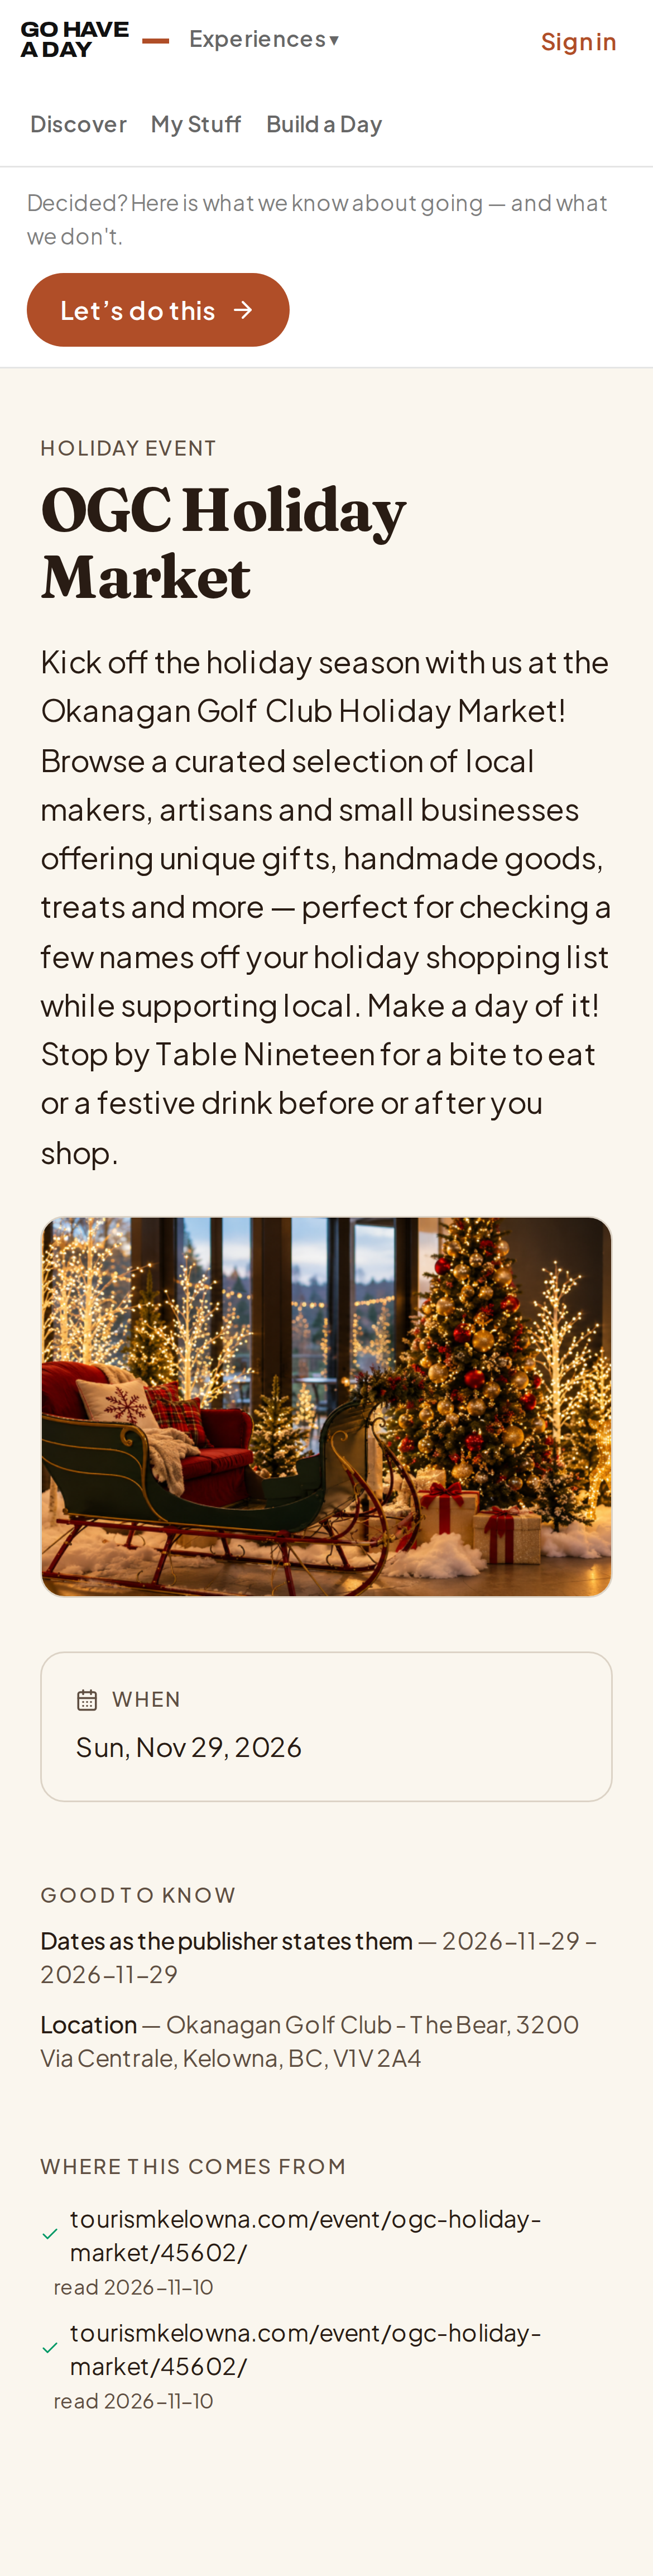 GO HAVE
A DAY
Experiences ▾
Sign in
Discover My Stuff Build a Day
Decided? Here is what we know about going — and what
we don't.
Let’s do this →
HOLIDAY EVENT
OGC Holiday
Market
Kick off the holiday season with us at the
Okanagan Golf Club Holiday Market!
Browse a curated selection of local
makers, artisans and small businesses
offering unique gifts, handmade goods,
treats and more — perfect for checking a
few names off your holiday shopping list
while supporting local. Make a day of it!
Stop by Table Nineteen for a bite to eat
or a festive drink before or after you
shop.
WHEN
Sun, Nov 29, 2026
GOOD TO KNOW
Dates as the publisher states them — 2026-11-29 –
2026-11-29
Location — Okanagan Golf Club - The Bear, 3200
Via Centrale, Kelowna, BC, V1V 2A4
WHERE THIS COMES FROM
tourismkelowna.com/event/ogc-holiday-
market/45602/
read 2026-11-10
tourismkelowna.com/event/ogc-holiday-
market/45602/
read 2026-11-10